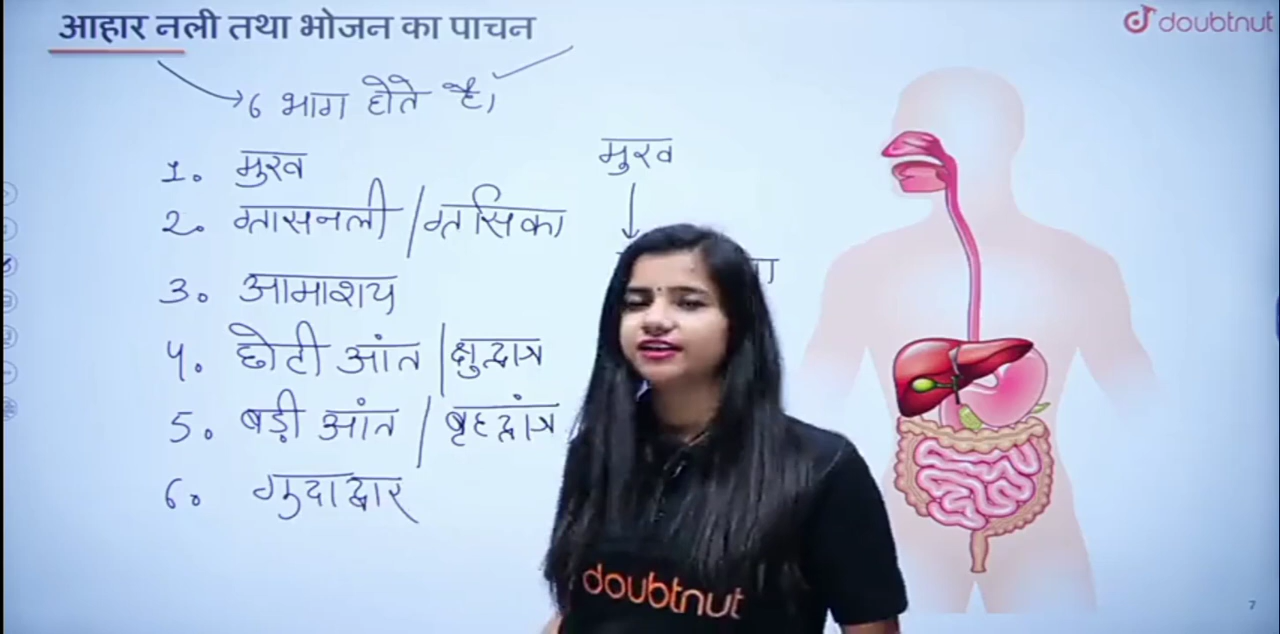 आहार नली तथा भोजन का पाचन
doubtnut
6 भाग होते है।
1. मुख
2. ग्रासनली / ग्रसिका
3. आमाशय
4. छोटी आंत / क्षुद्रात्र
5. बड़ी आंत / बृहद्रांत्र
6. गुदाद्वार
मुख
doubtnut
7